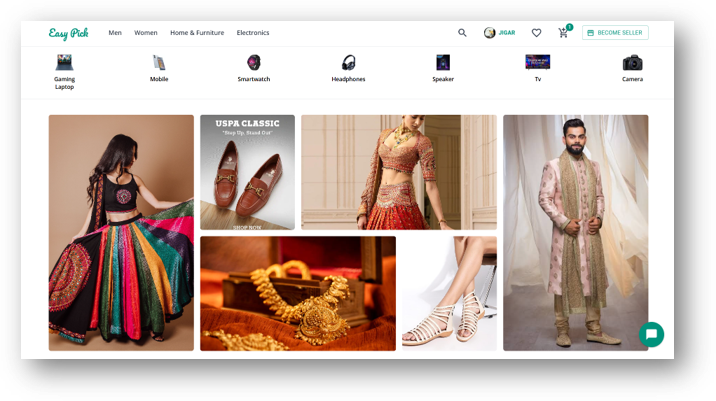 Easy Pick
Men
Women
Home & Furniture
Electronics
JIGAR
1
BECOME SELLER
Gaming
Laptop
Mobile
Smartwatch
Headphones
Speaker
Tv
Camera
USPA CLASSIC
"Step Up, Stand Out"
SHOP NOW